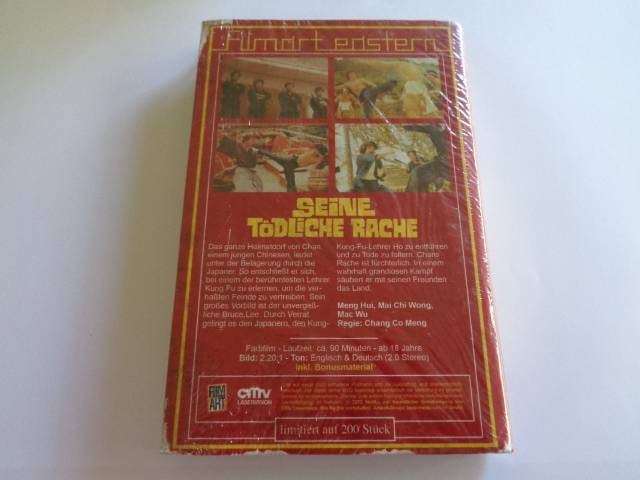 Filmart eastern
SEINE
TÖDLICHE RACHE
Das ganze Heimatdorf von Chan,
einem jungen Chinesen, leidet
unter der Belagerung durch die
Japaner. So entschließt er sich,
bei einem der berühmtesten Lehrer
Kung Fu zu erlernen, um die ver-
haßten Feinde zu vertreiben. Sein
großes Vorbild ist der unvergeß-
liche Bruce Lee. Durch Verrat
gelingt es den Japanern, den Kung-
Kung-Fu-Lehrer Ho zu entführen
und zu Tode zu foltern. Chans
Rache ist fürchterlich. In einem
wahrhaft grandiosen Kampf
säubert er mit seinen Freunden
das Land.
Meng Hui, Mai Chi Wong,
Mac Wu
Regie: Chang Co Meng
Farbfilm - Laufzeit: ca. 90 Minuten - ab 18 Jahre
Bild: 2.20:1 - Ton: Englisch & Deutsch (2.0 Stereo)
inkl. Bonusmaterial
FILM
ART
cmv
LASERVISION
limitiert auf 200 Stück